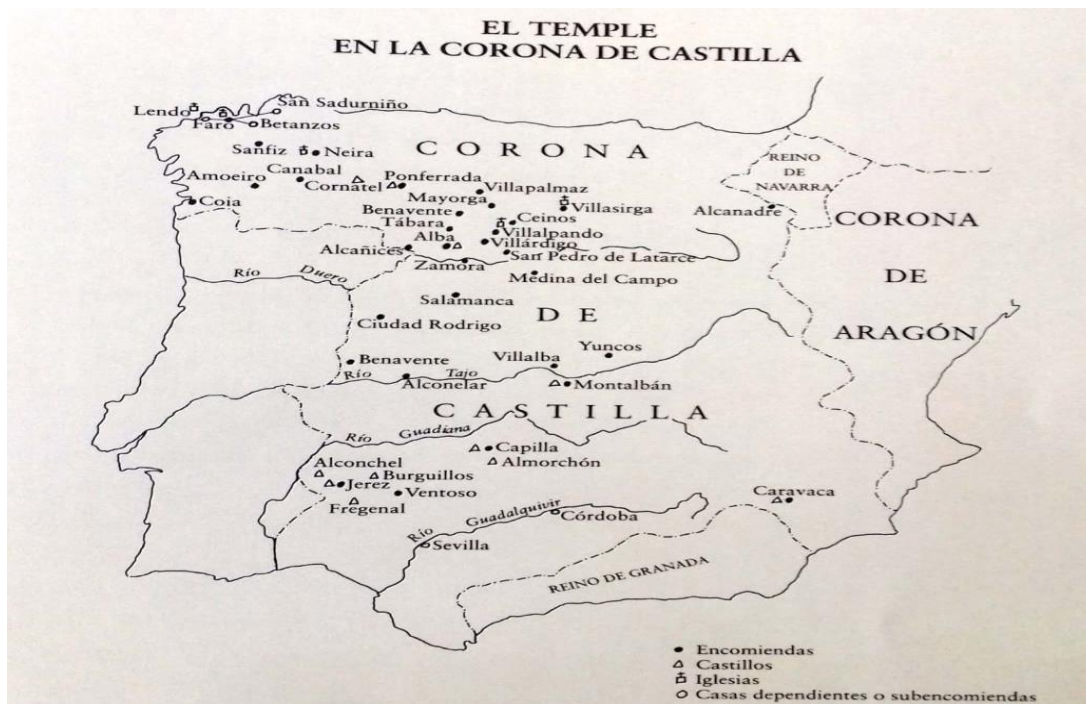 EL TEMPLE
EN LA CORONA DE CASTILLA
San Sadurniño
Lendo
Faro
Betanzos
Sanfiz
Neira
CORONA
REINO
DE
NAVARRA
Amoeiro
Canabal
Cornatel
Ponferrada
Villapalmaz
Mayorga
Coia
Benavente
Villasirga
Alcanadre
CORONA
Tábara
Ceinos
Alba
Villalpando
Alcañices
Villárdigo
San Pedro de Latarce
Zamora
Río Duero
Medina del Campo
DE
Salamanca
DE
Ciudad Rodrigo
ARAGÓN
Yuncos
Benavente
Villalba
Río Tajo
Alconelar
Montalbán
CASTILLA
Río Guadiana
Capilla
Alconchel
Almorchón
Burguillos
Jerez
Ventoso
Caravaca
Fregenal
Río Guadalquivir
Córdoba
Sevilla
REINO DE GRANADA
Encomiendas
Castillos
Iglesias
Casas dependientes o subencomiendas